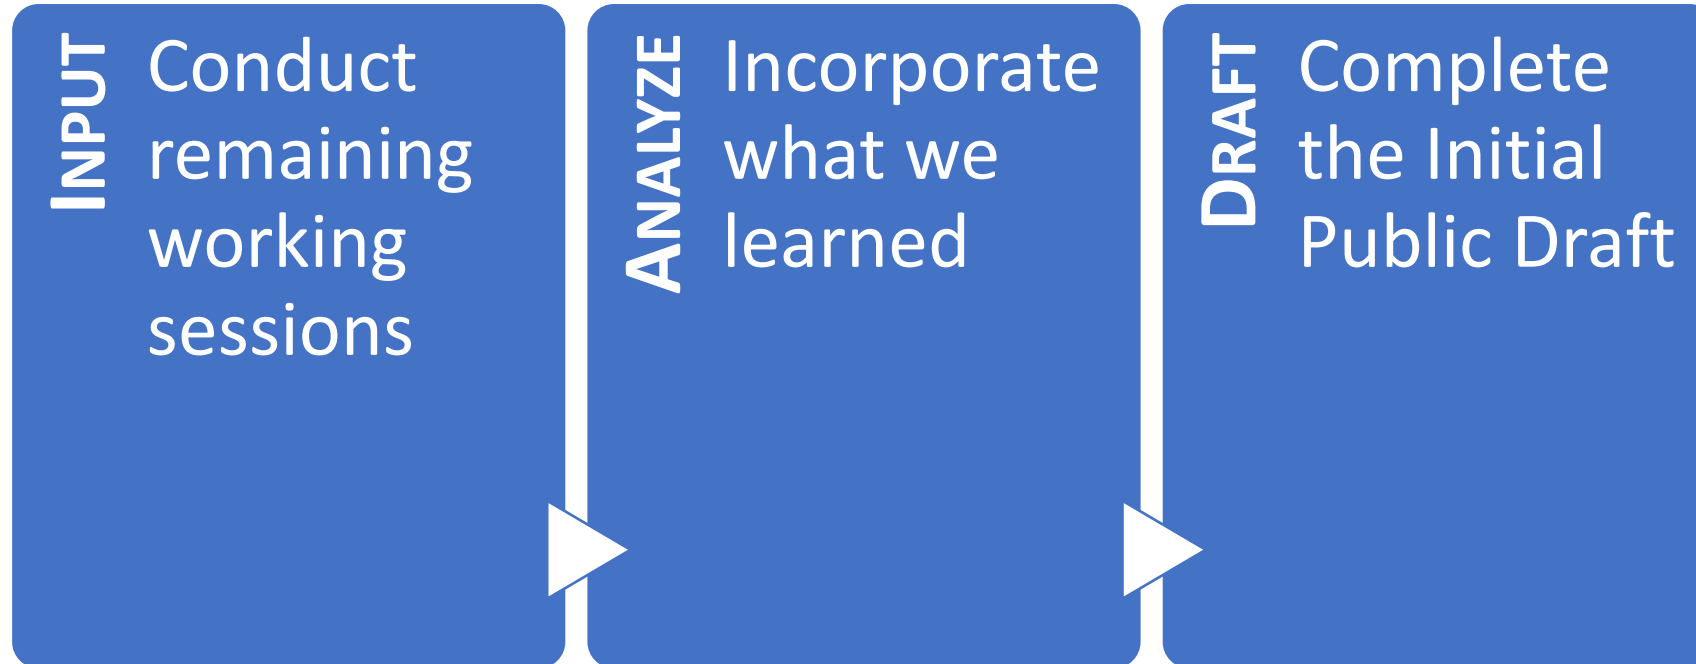 INPUT
Conduct
remaining
working
sessions
ANALYZE
Incorporate
what we
learned
DRAFT
Complete
the Initial
Public Draft